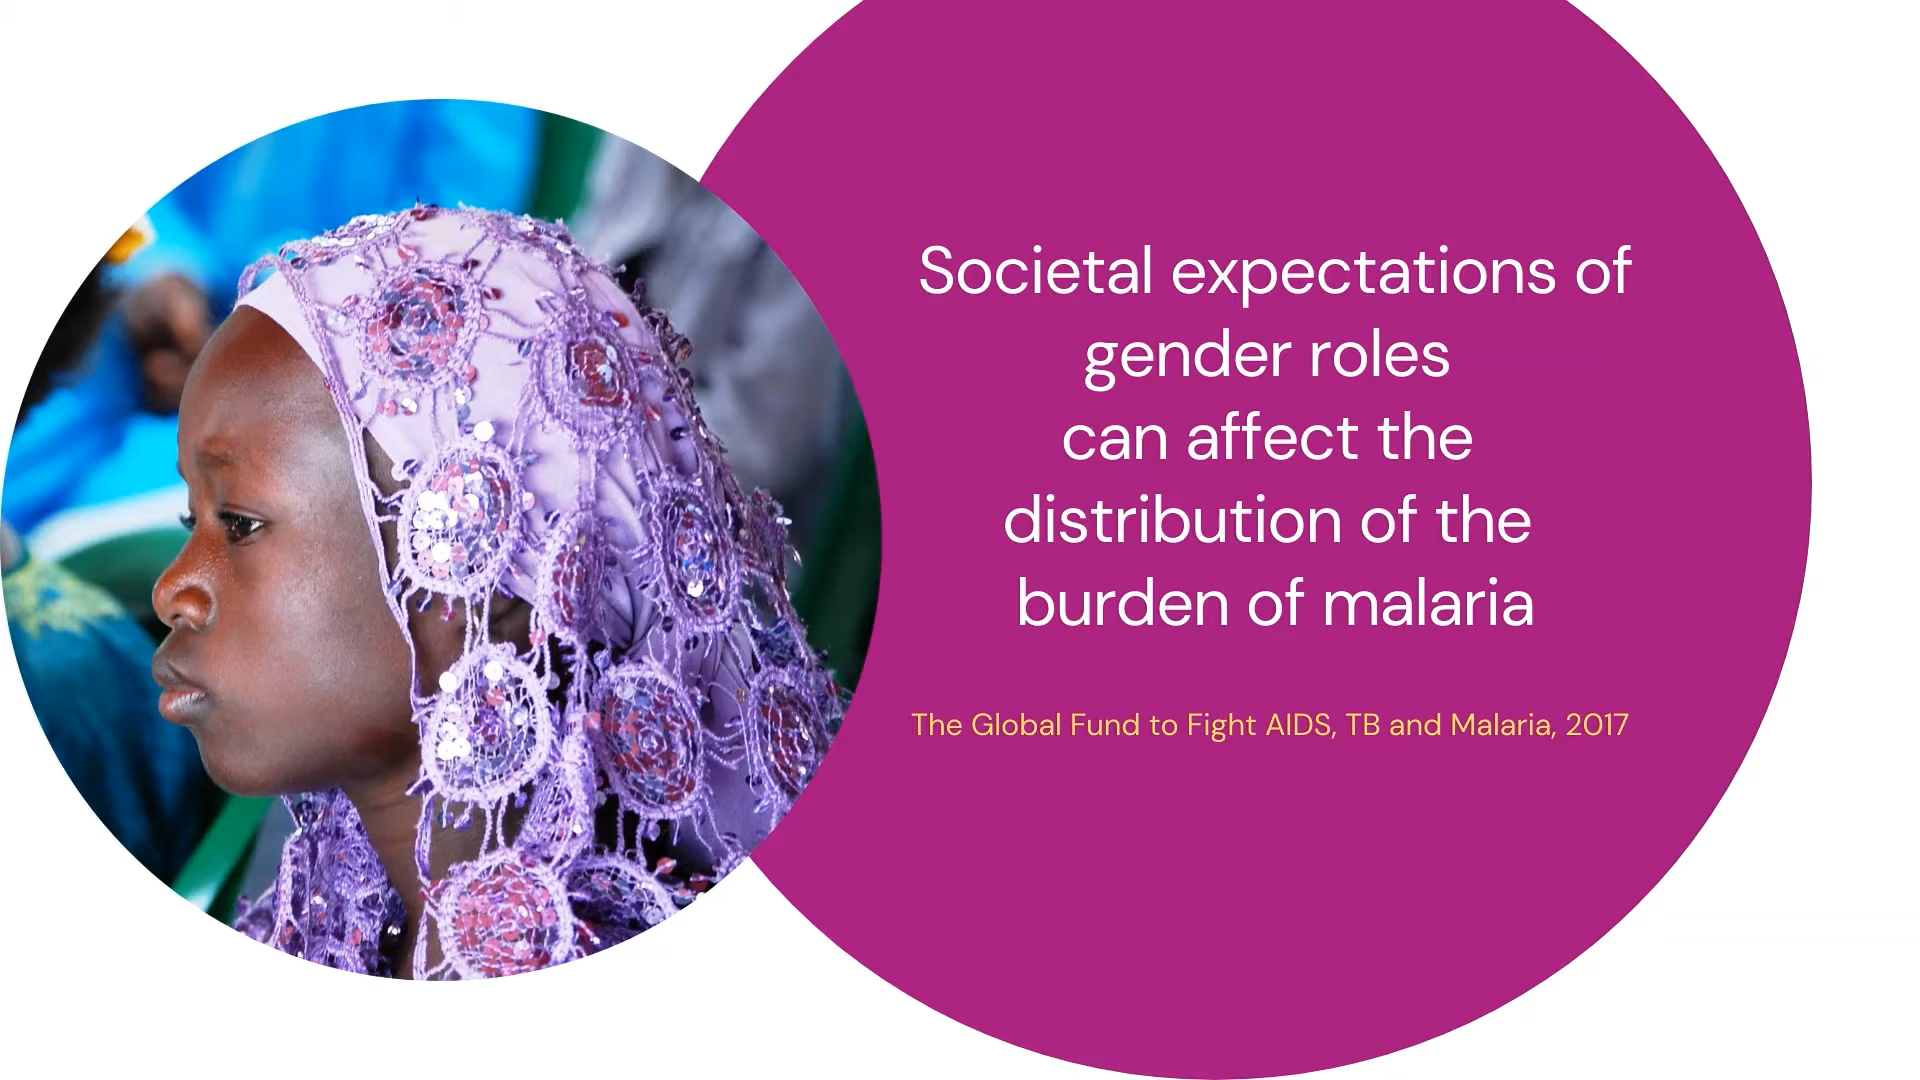 Societal expectations of
gender roles
can affect the
distribution of the
burden of malaria
The Global Fund to Fight AIDS, TB and Malaria, 2017